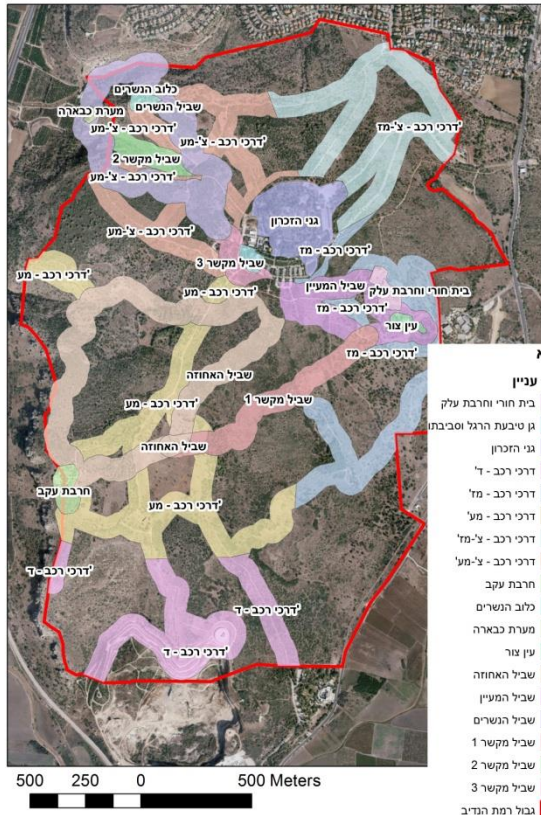 כלוב הנשרים
שביל הנשרים
מערת כבארה
דרכי רכב - צ'-מע'
דרכי רכב - צ'-מע'
דרכי רכב - צ'-מז'
שביל מקשר 2
דרכי רכב - צ'-מע'
גני הזכרון
דרכי רכב - צ'-מע'
דרכי רכב - מז'
שביל מקשר 3
דרכי רכב - מע'
שביל המעיין
בית חורי וחרבת עלק
דרכי רכב - מע'
דרכי רכב - מז'
עין צור
דרכי רכב - מז'
שביל האחוזה
שביל מקשר 1
דרכי רכב - מע'
שביל האחוזה
חרבת עקב
דרכי רכב - מע'
דרכי רכב - ד'
דרכי רכב - ד'
דרכי רכב - ד'
עניין
בית חורי וחרבת עלק
גן טיבעת הרגל וסביבתו
גני הזכרון
דרכי רכב - ד'
דרכי רכב - מז'
דרכי רכב - מע'
דרכי רכב - צ'-מז'
דרכי רכב - צ'-מע'
חרבת עקב
כלוב הנשרים
מערת כבארה
עין צור
שביל האחוזה
שביל המעיין
שביל הנשרים
שביל מקשר 1
שביל מקשר 2
שביל מקשר 3
גבול רמת הנדיב
500 250 0 500 Meters